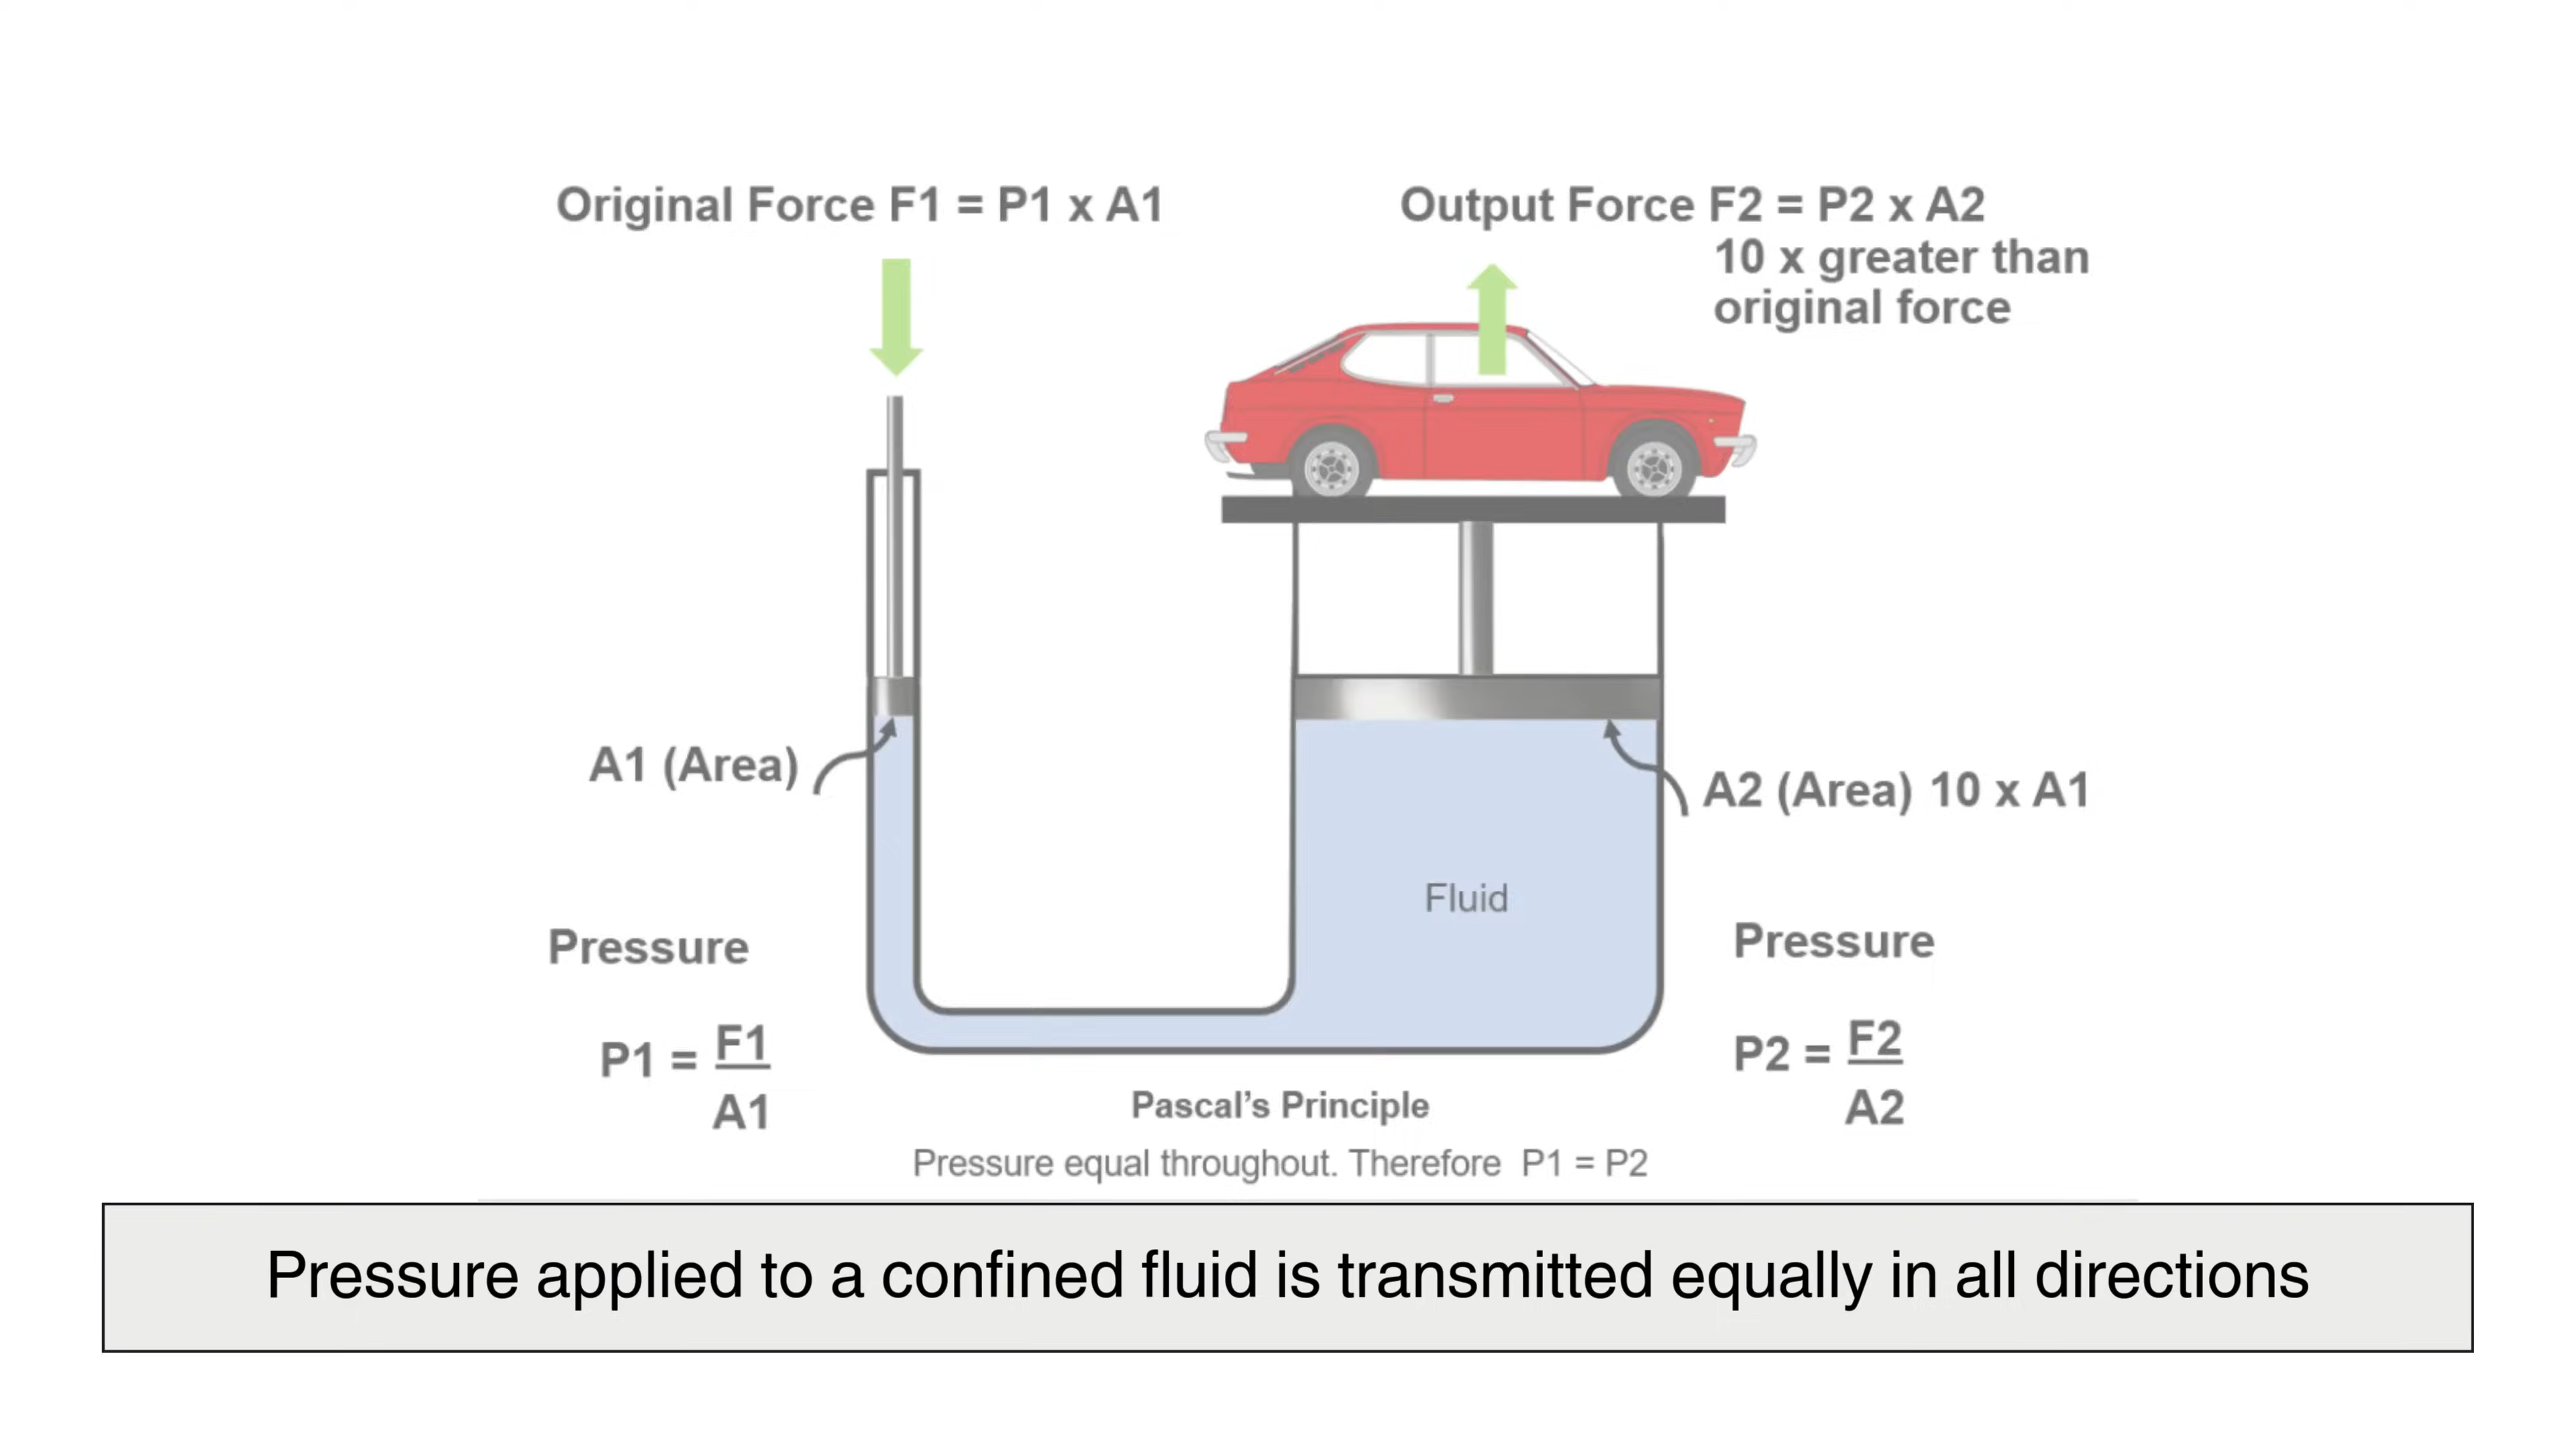 Original Force F1 = P1 x A1
Output Force F2 = P2 x A2
10 x greater than
original force
A1 (Area)
A2 (Area) 10 x A1
Fluid
Pressure
P1 = F1
A1
Pressure
P2 = F2
A2
Pascal's Principle
Pressure equal throughout. Therefore P1 = P2
Pressure applied to a confined fluid is transmitted equally in all directions